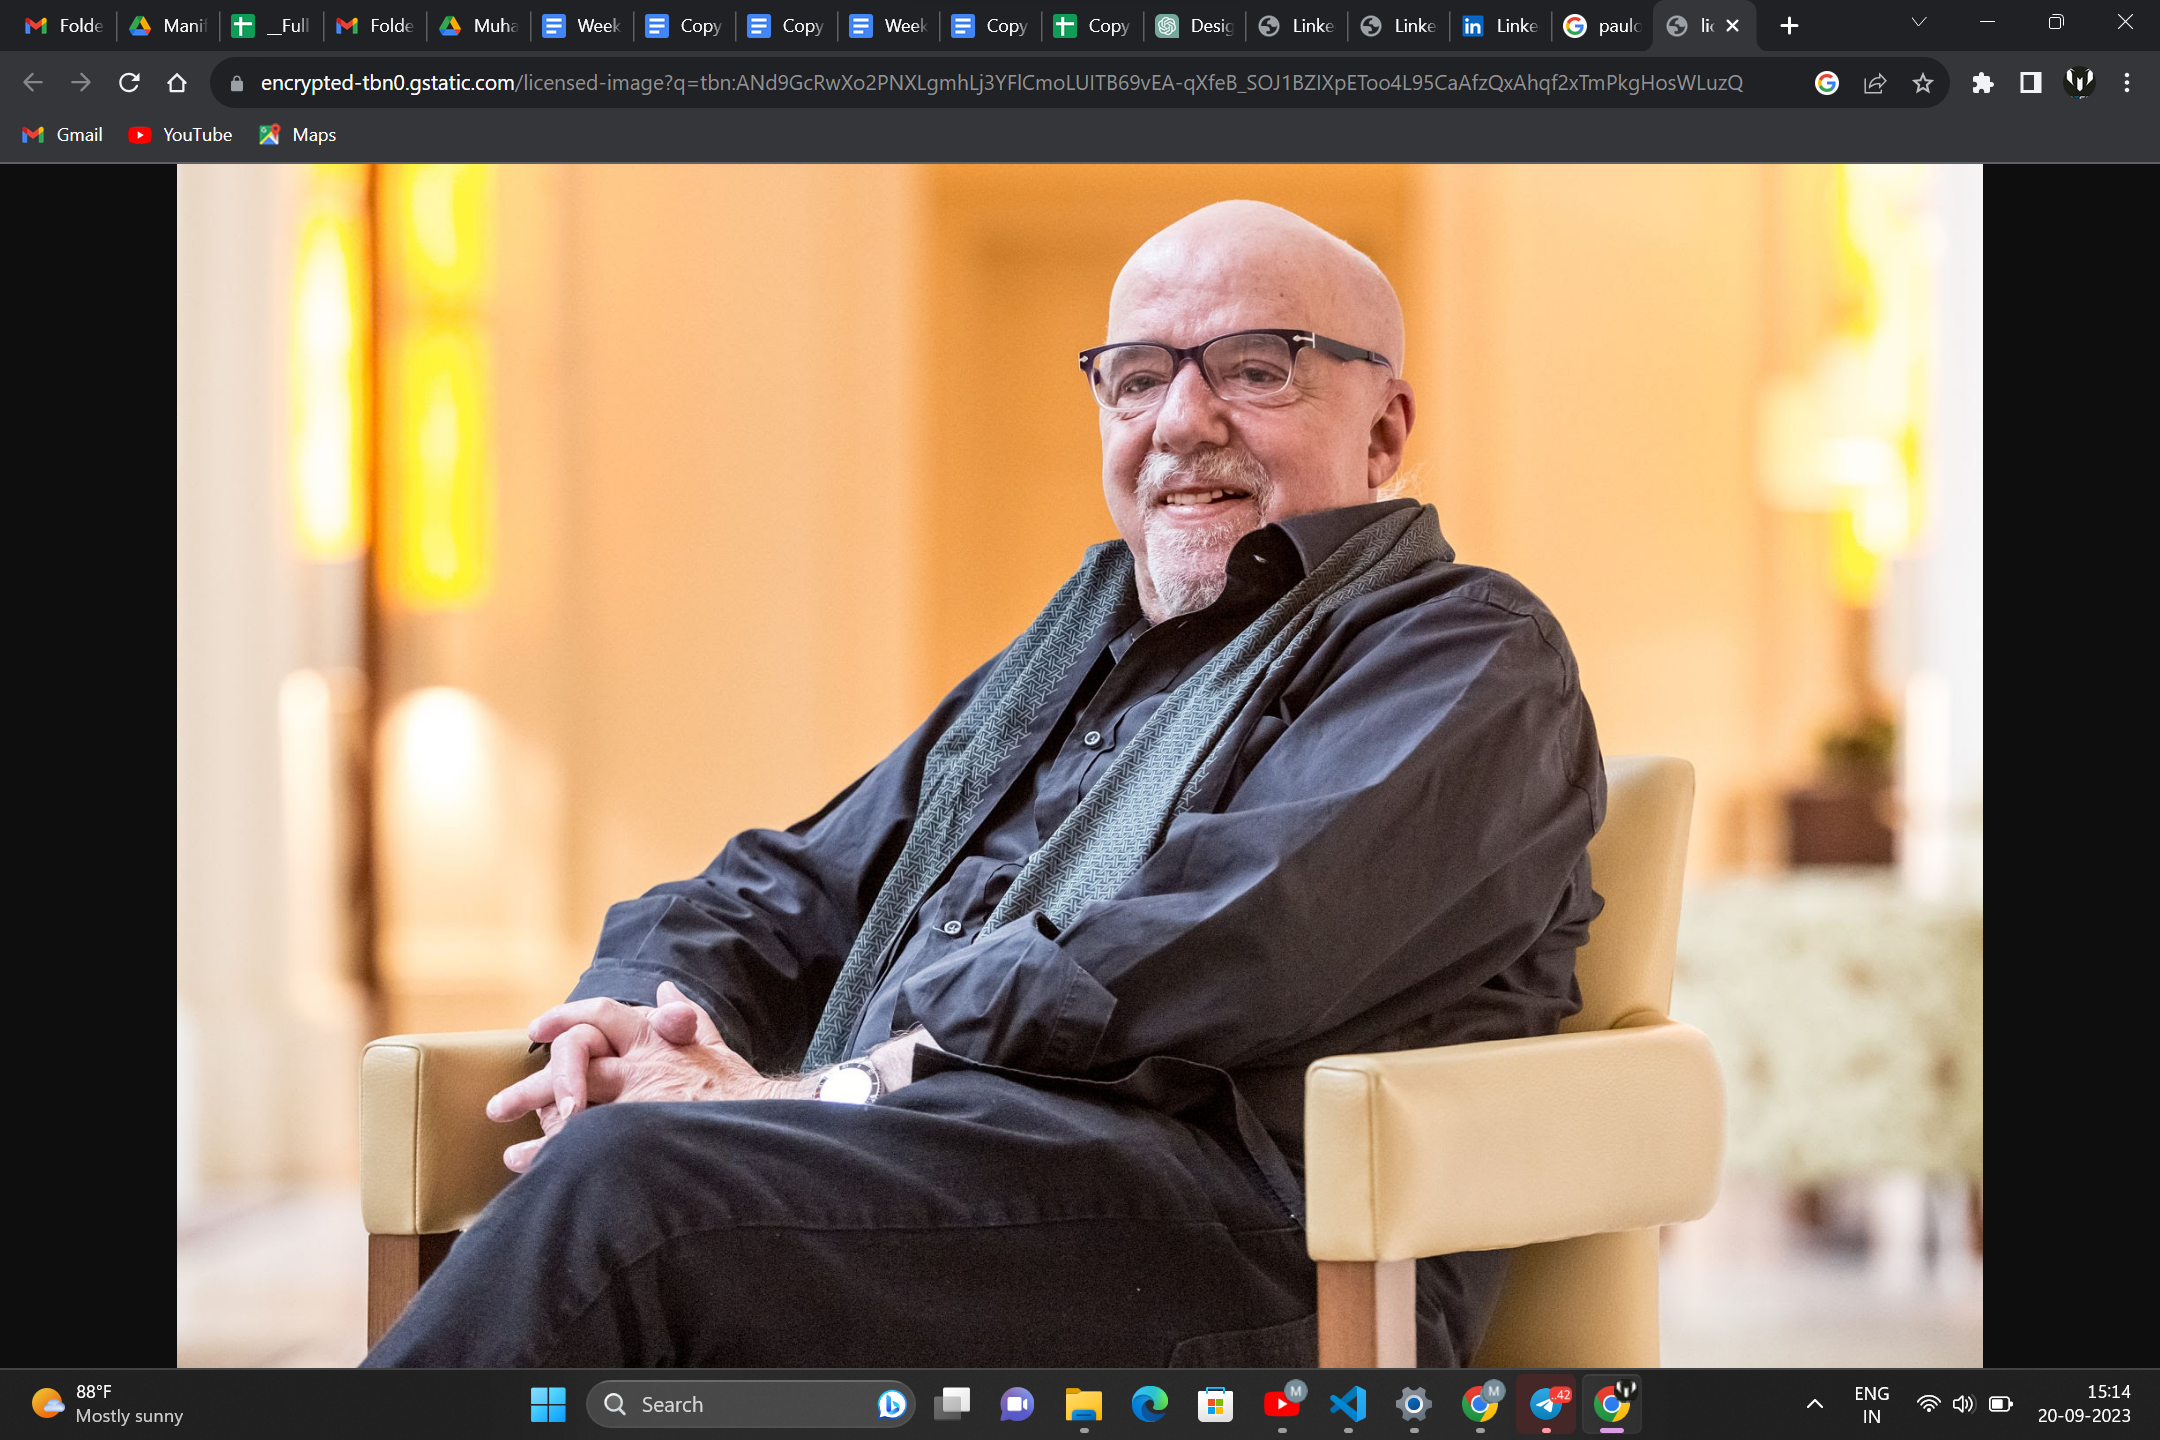 Folde
Manif
__Full
Folde
Muha
Week
Copy
Copy
Week
Copy
Copy
Desig
Linke
Linke
Linke
paulo
lic
encrypted-tbn0.gstatic.com/licensed-image?q=tbn:ANd9GcRwXo2PNXLgmhLj3YFlCmoLUITB69vEA-qXfeB_SOJ1BZIXpEToo4L95CaAfzQxAhqf2xTmPkgHosWLuzQ
Gmail
YouTube
Maps
88°F
Mostly sunny
Search
M
M
..42
ENG
IN
15:14
20-09-2023